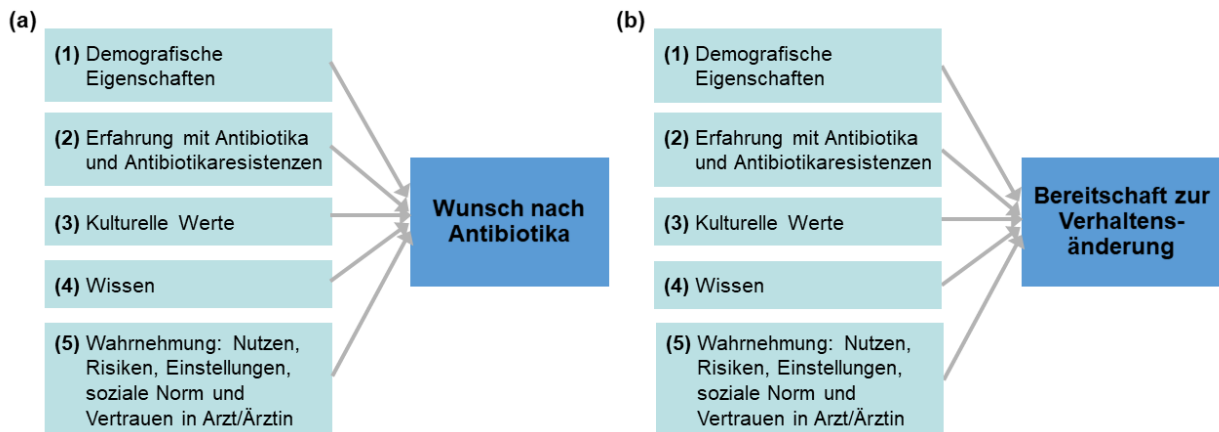 (a)
(1) Demografische
Eigenschaften
(2) Erfahrung mit Antibiotika
und Antibiotikaresistenzen
(3) Kulturelle Werte
(4) Wissen
(5) Wahrnehmung: Nutzen,
Risiken, Einstellungen,
soziale Norm und
Vertrauen in Arzt/Ärztin
Wunsch nach
Antibiotika
(b)
(1) Demografische
Eigenschaften
(2) Erfahrung mit Antibiotika
und Antibiotikaresistenzen
(3) Kulturelle Werte
(4) Wissen
(5) Wahrnehmung: Nutzen,
Risiken, Einstellungen,
soziale Norm und
Vertrauen in Arzt/Ärztin
Bereitschaft zur
Verhaltens-
änderung